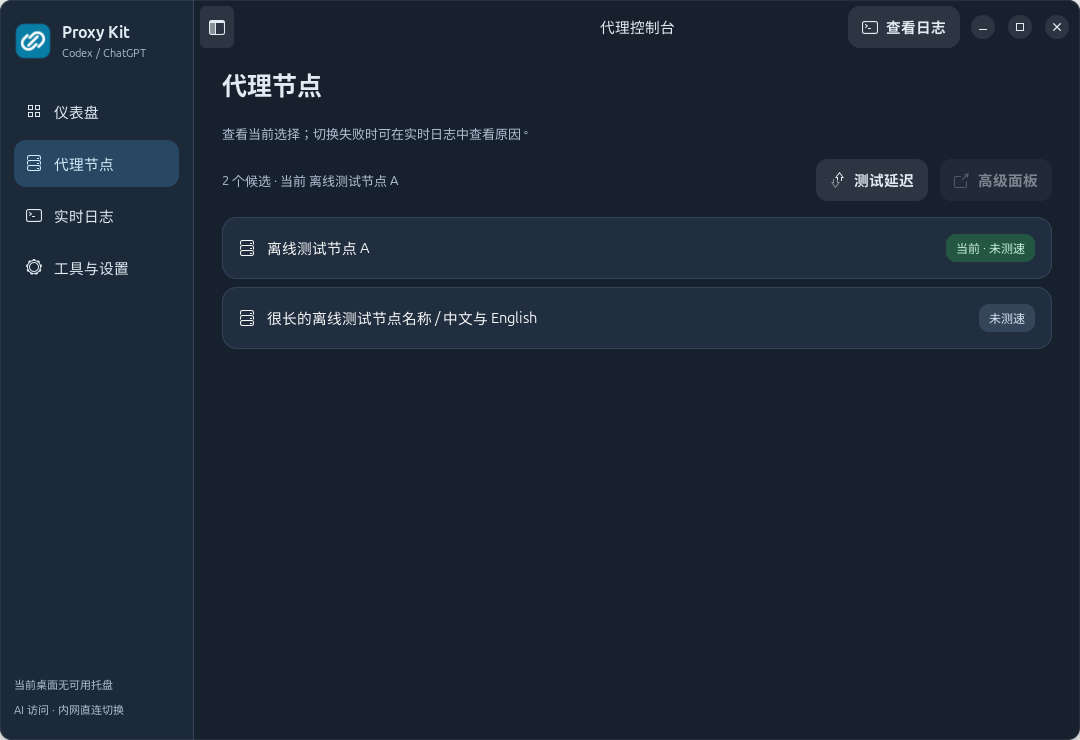 Proxy Kit
Codex / ChatGPT
仪表盘
代理节点
实时日志
工具与设置
当前桌面无可用托盘
AI 访问 · 内网直连切换
代理控制台
查看日志
代理节点
查看当前选择；切换失败时可在实时日志中查看原因。
2 个候选 · 当前 离线测试节点 A
测试延迟
高级面板
离线测试节点 A
当前 · 未测速
很长的离线测试节点名称 / 中文与 English
未测速